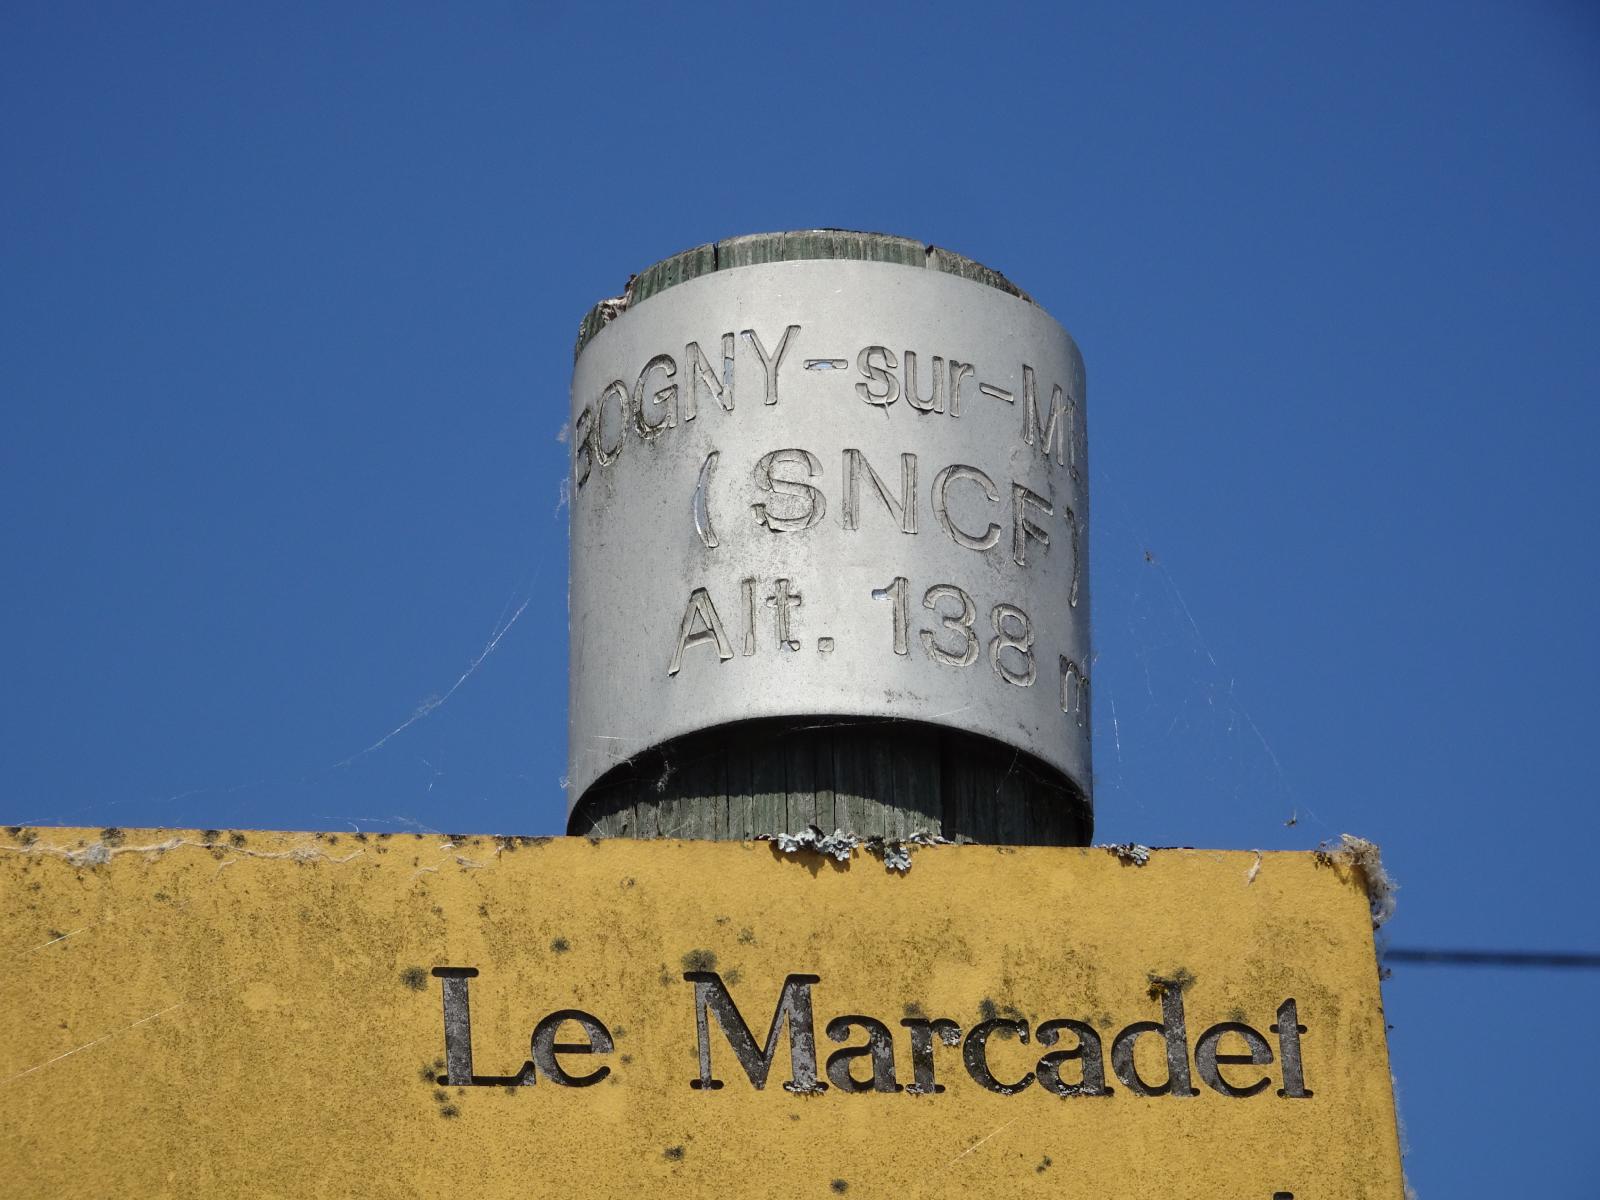 BOGNY-sur-M
(SNCF)
Alt. 138 m
Le Marcadet